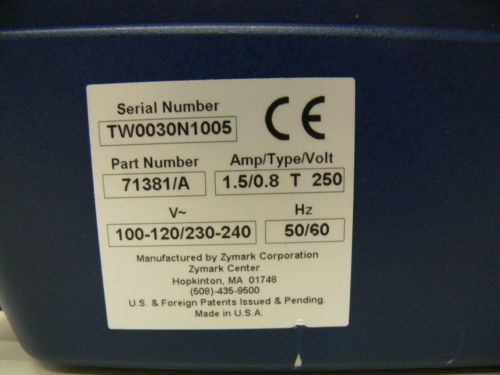 Serial Number
TW0030N1005
CE
Part Number Amp/Type/Volt
71381/A 1.5/0.8 T 250
V~ Hz
100-120/230-240 50/60
Manufactured by Zymark Corporation
Zymark Center
Hopkinton, MA 01748
(508)-435-9500
U.S. & Foreign Patents Issued & Pending.
Made in U.S.A.